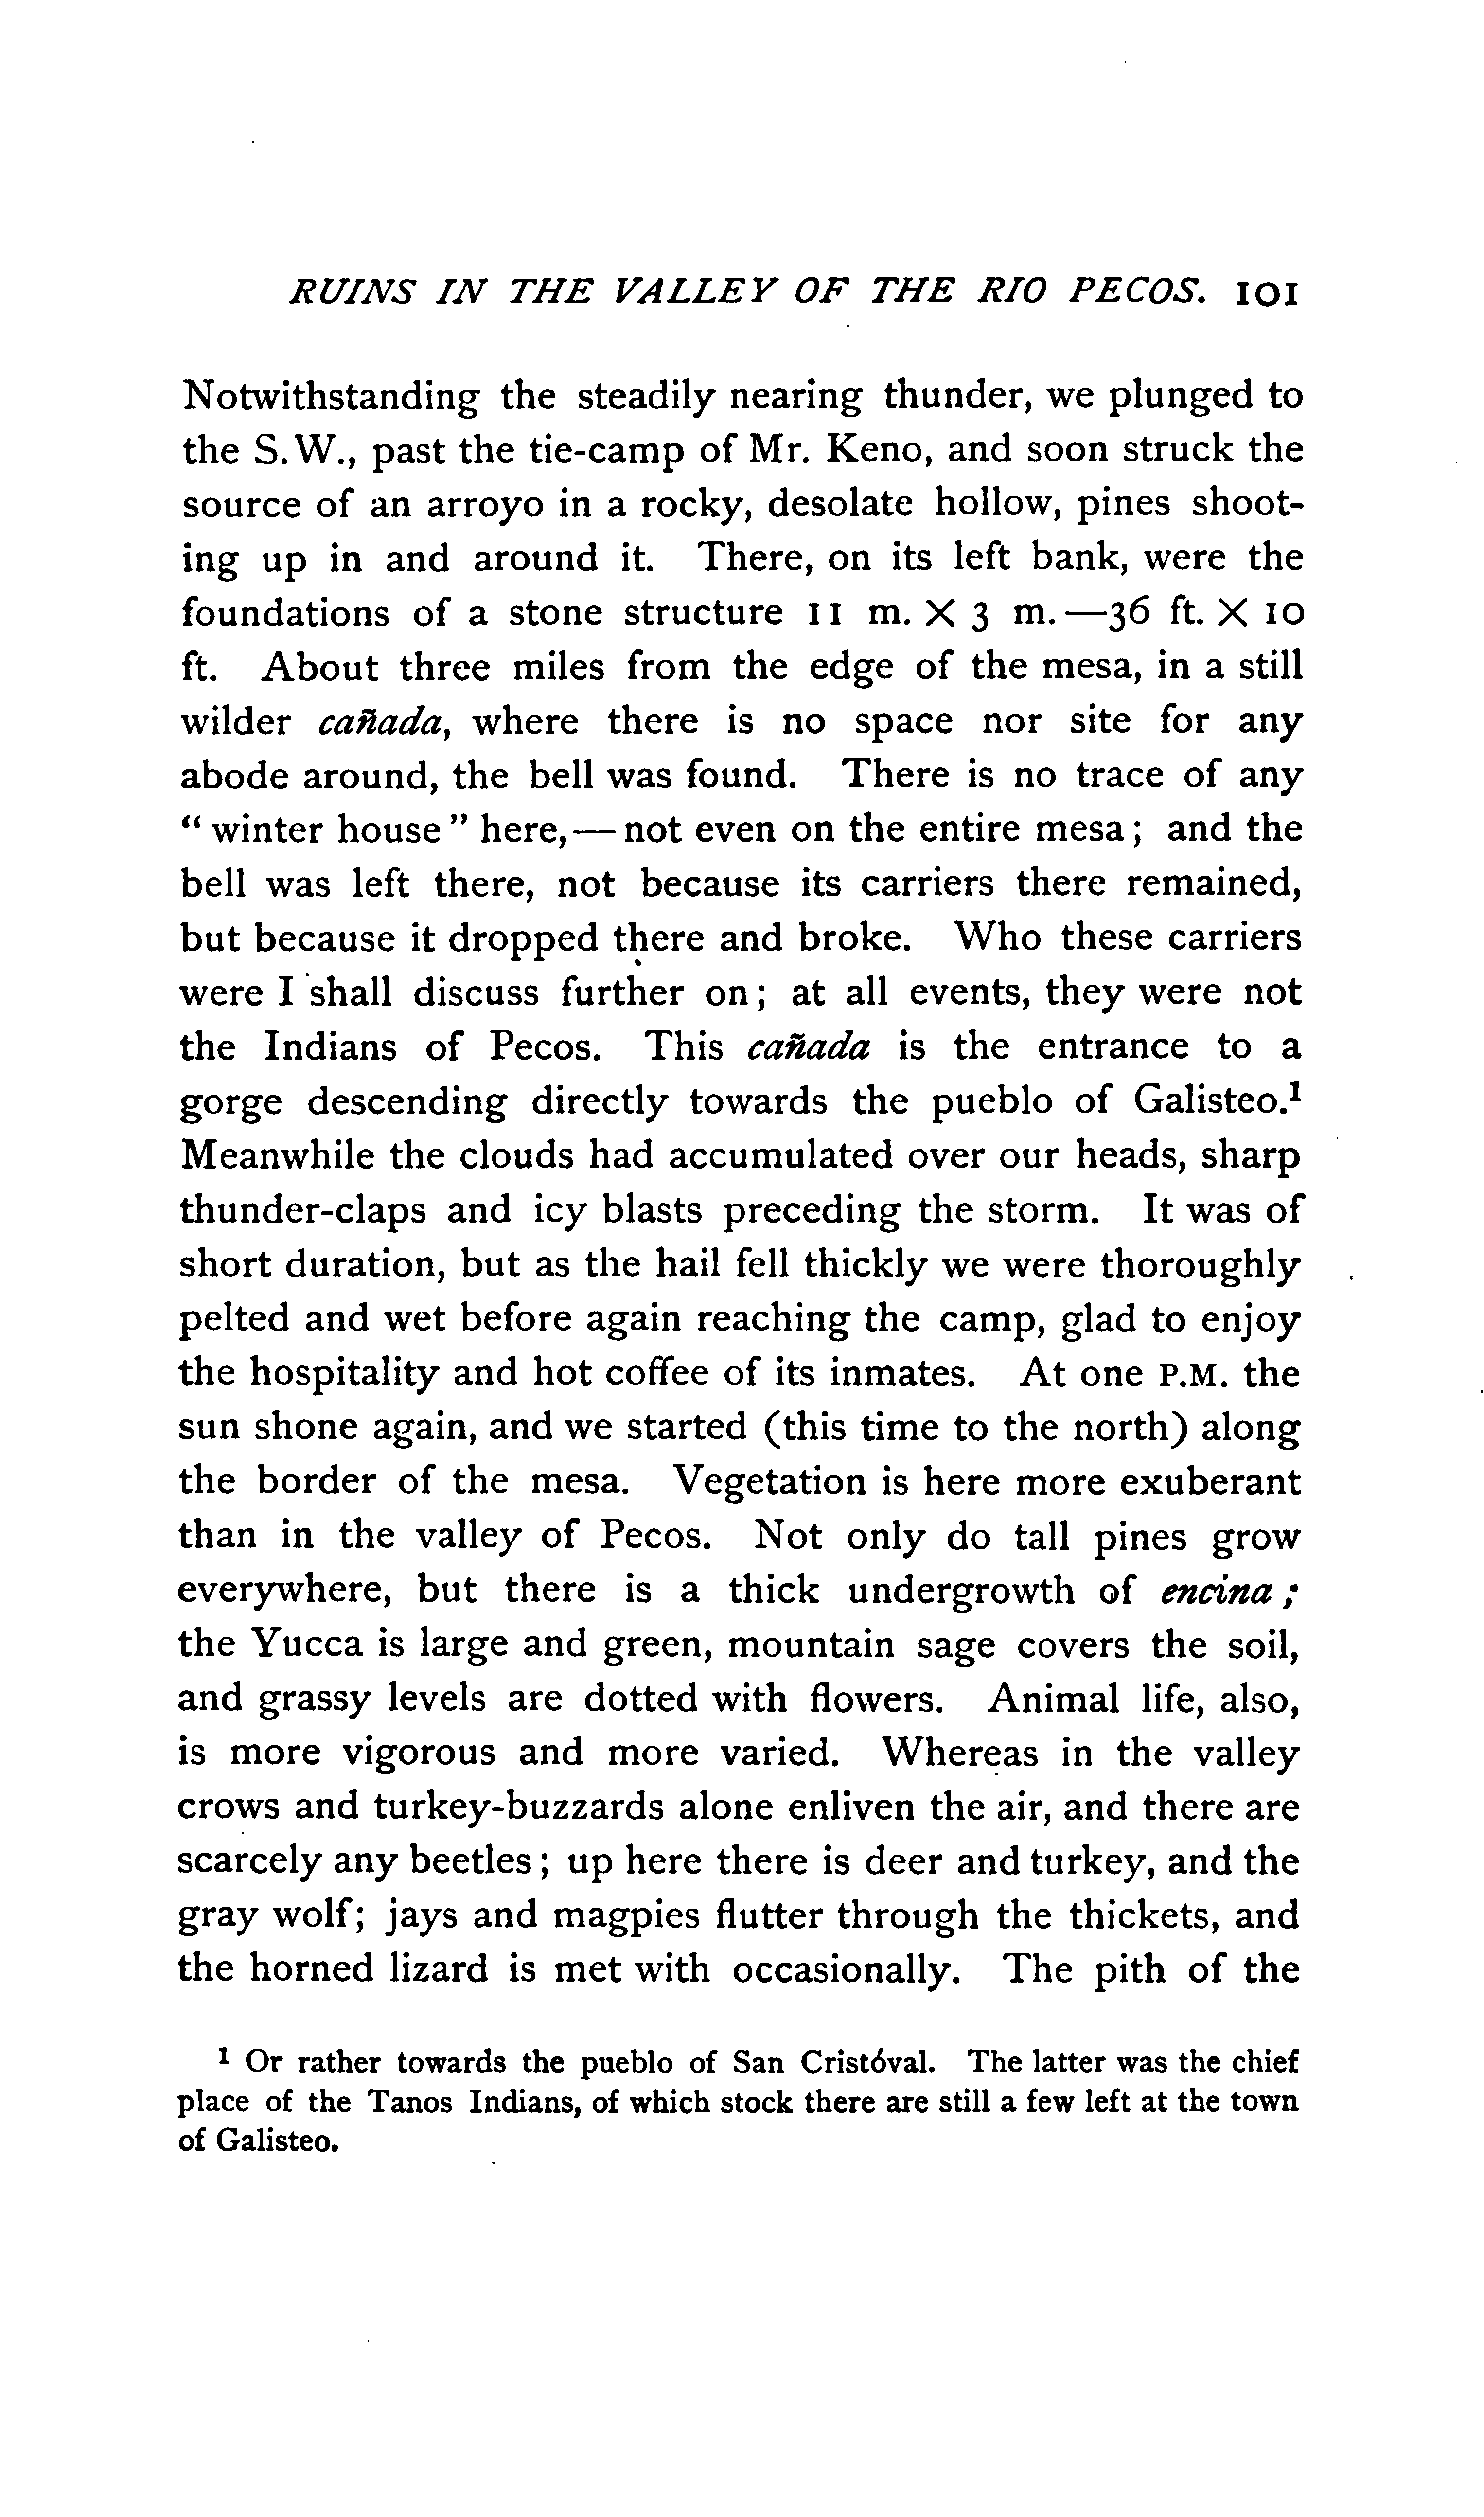 RUINS IN THE VALLEY OF THE RIO PECOS. 101
Notwithstanding the steadily nearing thunder, we plunged to
the S.W., past the tie-camp of Mr. Keno, and soon struck the
source of an arroyo in a rocky, desolate hollow, pines shoot-
ing up in and around it. There, on its left bank, were the
foundations of a stone structure 11 m. X 3 m.—36 ft. X 10
ft. About three miles from the edge of the mesa, in a still
wilder cañada, where there is no space nor site for any
abode around, the bell was found. There is no trace of any
“winter house” here,—not even on the entire mesa; and the
bell was left there, not because its carriers there remained,
but because it dropped there and broke. Who these carriers
were I shall discuss further on; at all events, they were not
the Indians of Pecos. This cañada is the entrance to a
gorge descending directly towards the pueblo of Galisteo.¹
Meanwhile the clouds had accumulated over our heads, sharp
thunder-claps and icy blasts preceding the storm. It was of
short duration, but as the hail fell thickly we were thoroughly
pelted and wet before again reaching the camp, glad to enjoy
the hospitality and hot coffee of its inmates. At one P.M. the
sun shone again, and we started (this time to the north) along
the border of the mesa. Vegetation is here more exuberant
than in the valley of Pecos. Not only do tall pines grow
everywhere, but there is a thick undergrowth of encina;
the Yucca is large and green, mountain sage covers the soil,
and grassy levels are dotted with flowers. Animal life, also,
is more vigorous and more varied. Whereas in the valley
crows and turkey-buzzards alone enliven the air, and there are
scarcely any beetles; up here there is deer and turkey, and the
gray wolf; jays and magpies flutter through the thickets, and
the horned lizard is met with occasionally. The pith of the
¹ Or rather towards the pueblo of San Cristóval. The latter was the chief
place of the Tanos Indians, of which stock there are still a few left at the town
of Galisteo.